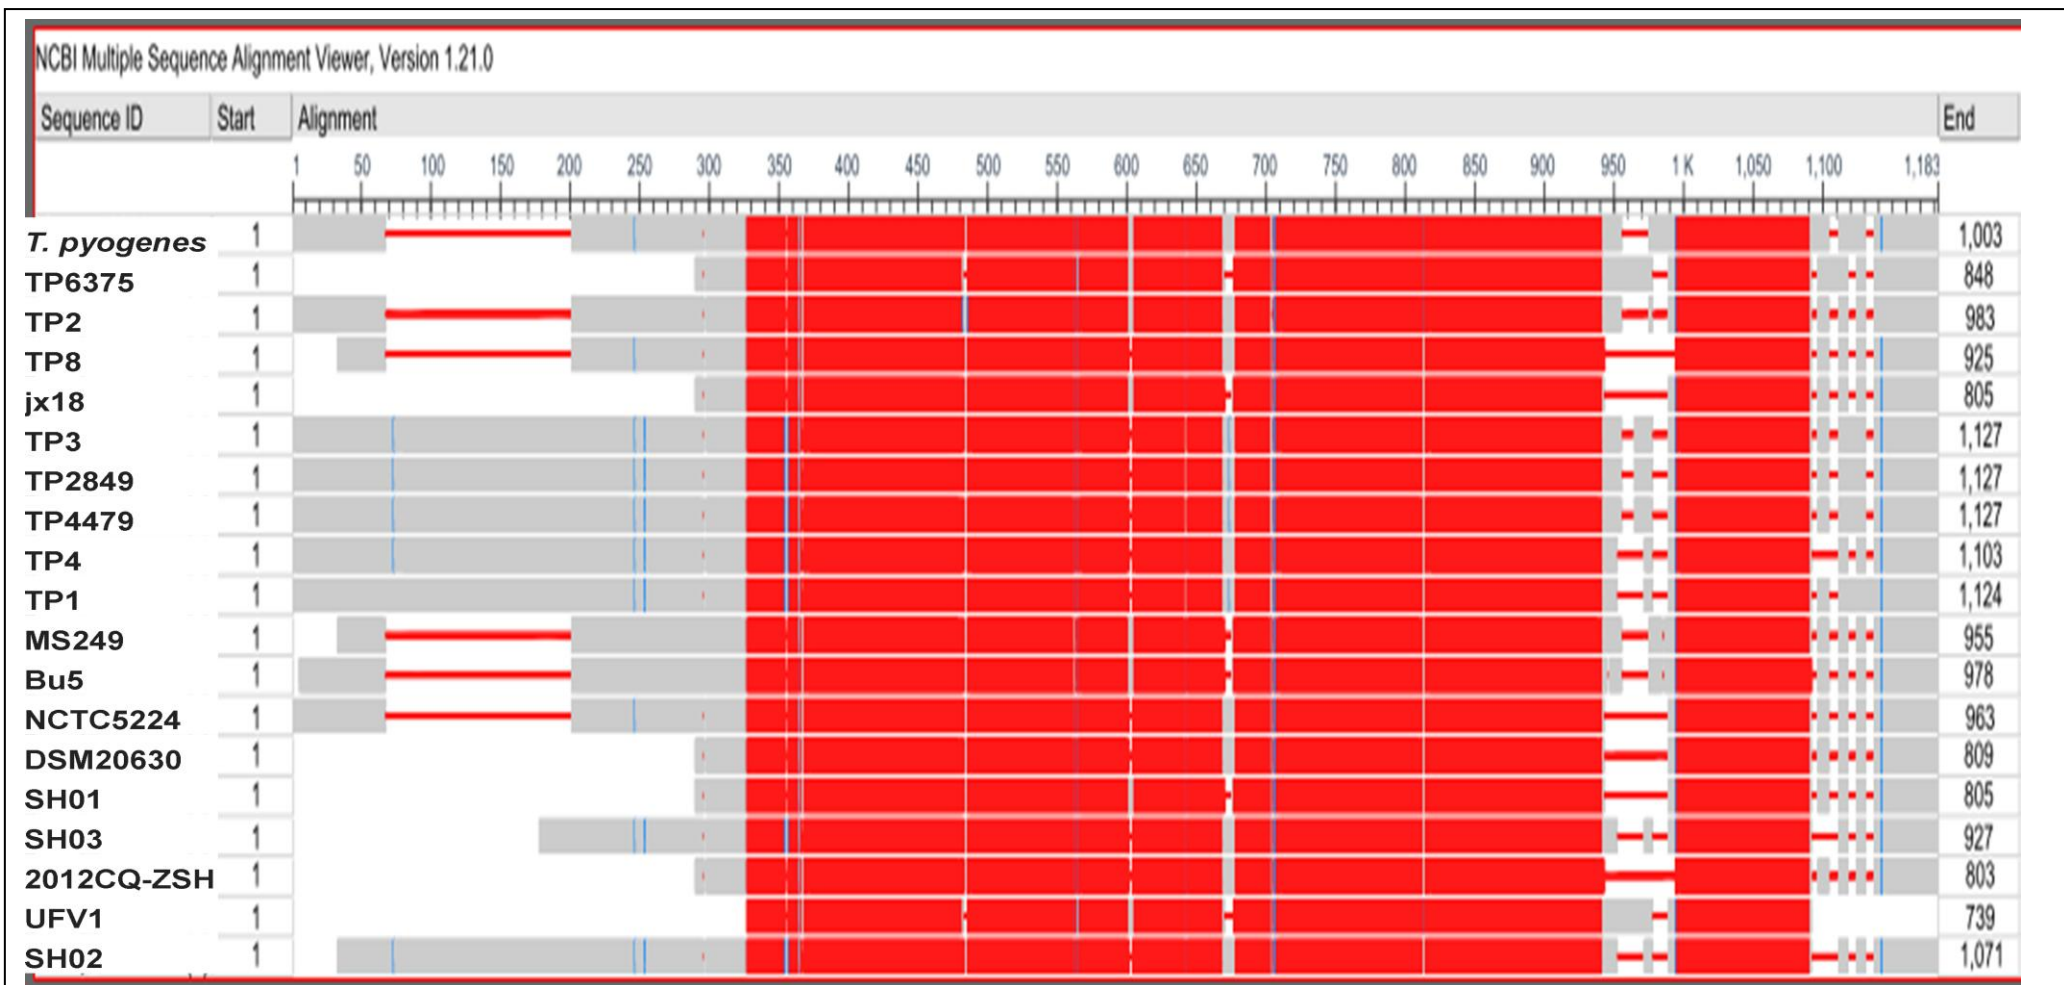 NCBI Multiple Sequence Alignment Viewer, Version 1.21.0
Sequence ID Start Alignment End
1 50 100 150 200 250 300 350 400 450 500 550 600 650 700 750 800 850 900 950 1 K 1,050 1,100 1,183
T. pyogenes 1 1,003
TP6375 1 848
TP2 1 983
TP8 1 925
jx18 1 805
TP3 1 1,127
TP2849 1 1,127
TP4479 1 1,127
TP4 1 1,103
TP1 1 1,124
MS249 1 955
Bu5 1 978
NCTC5224 1 963
DSM20630 1 809
SH01 1 805
SH03 1 927
2012CQ-ZSH 1 803
UFV1 1 739
SH02 1 1,071